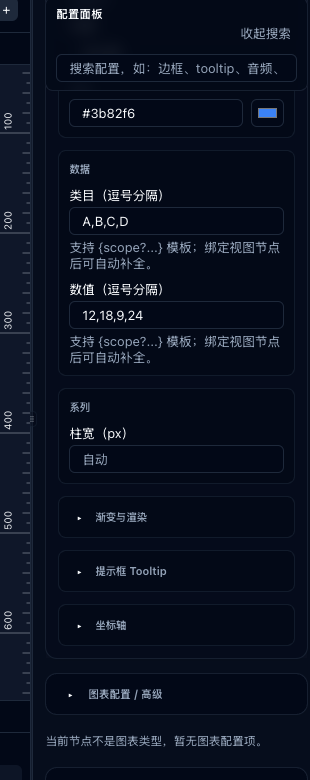 +
配置面板
收起搜索
搜索配置，如：边框、tooltip、音频、
#3b82f6
数据
类目（逗号分隔）
A,B,C,D
支持 {scope?...} 模板；绑定视图节点
后可自动补全。
数值（逗号分隔）
12,18,9,24
支持 {scope?...} 模板；绑定视图节点
后可自动补全。
系列
柱宽（px）
自动
渐变与渲染
提示框 Tooltip
坐标轴
图表配置 / 高级
当前节点不是图表类型，暂无图表配置项。
100
200
300
400
500
600